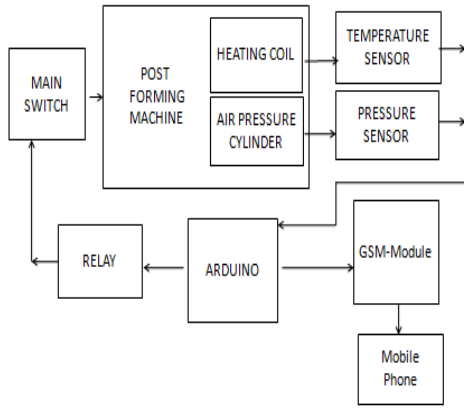 MAIN
SWITCH
POST
FORMING
MACHINE
HEATING COIL
AIR PRESSURE
CYLINDER
TEMPERATURE
SENSOR
PRESSURE
SENSOR
RELAY
ARDUINO
GSM-Module
Mobile
Phone